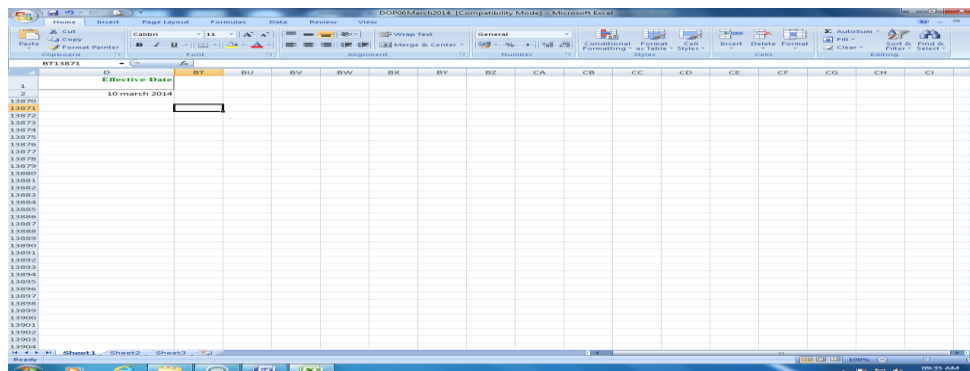 DOP06March2014 [Compatibility Mode] - Microsoft Excel
Home Insert Page Layout Formulas Data Review View
Cut Calibri 11 A A Wrap Text General AutoSum
Copy Fill
Paste Format Painter B I U Merge & Center % , Conditional Formatting Format as Table Cell Styles Insert Delete Format Clear Sort & Filter Find & Select
Clipboard Font Alignment Number Styles Cells Editing
BT13871 fx
D BT BU BV BW BX BY BZ CA CB CC CD CE CF CG CH CI
1 Effective Date
2 10 march 2014
13870
13871
13872
13873
13874
13875
13876
13877
13878
13879
13880
13881
13882
13883
13884
13885
13886
13887
13888
13889
13890
13891
13892
13893
13894
13895
13896
13897
13898
13899
13900
13901
13902
13903
13904
Sheet1 Sheet2 Sheet3
Ready 100%
09:35 AM